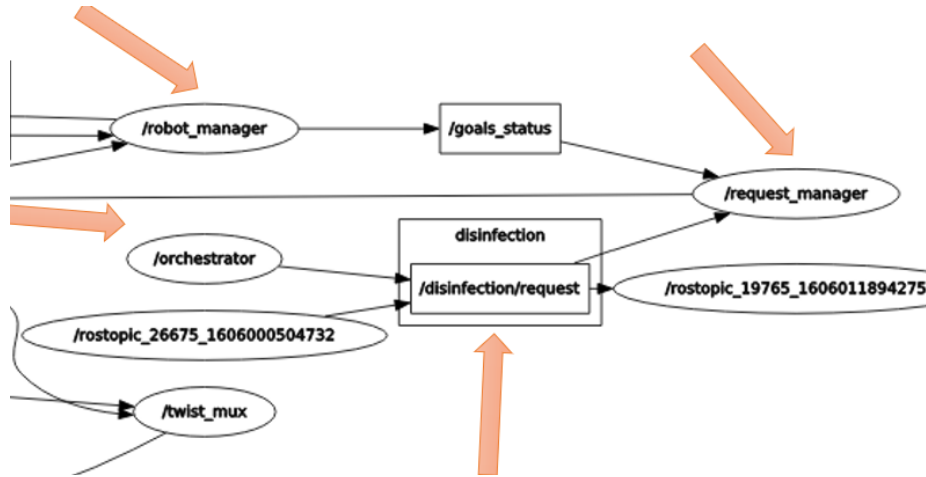 /robot_manager
/goals_status
/request_manager
disinfection
/orchestrator
/disinfection/request
/rostopic_19765_1606011894275
/rostopic_26675_1606000504732
/twist_mux